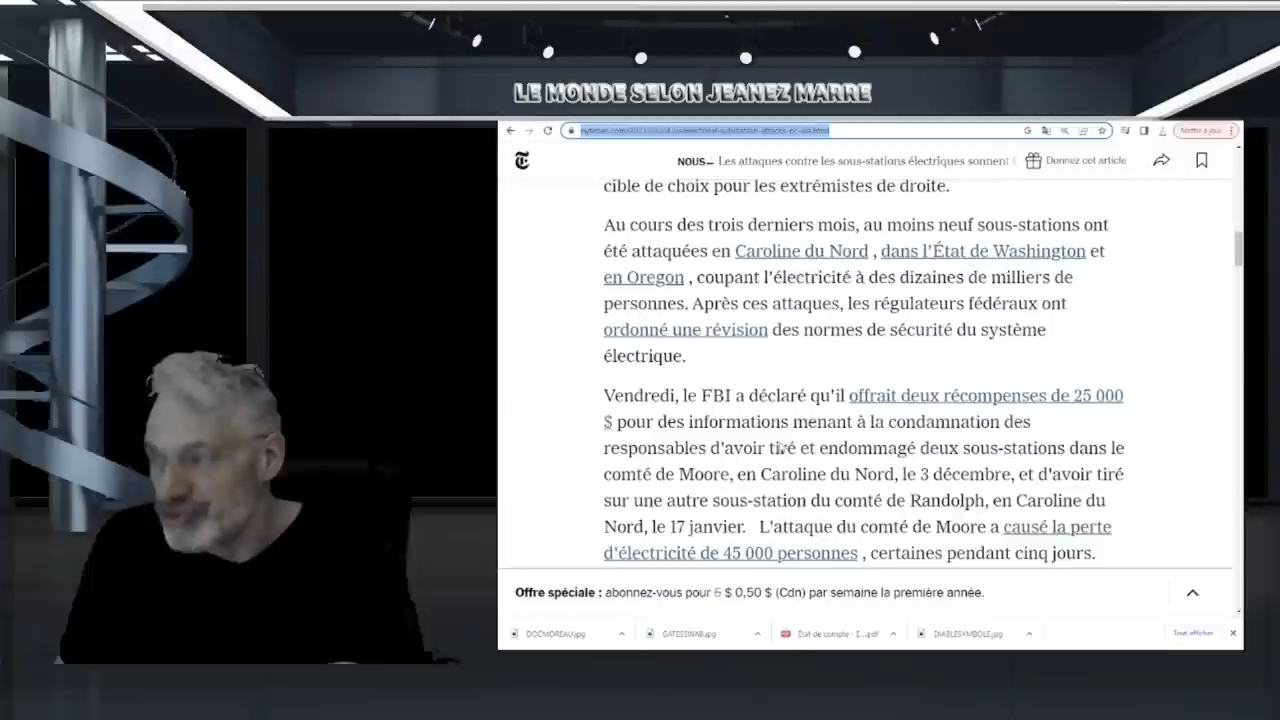 LE MONDE SELON JEANEZ MARRE
Mettre à jour
NOUS— Les attaques contre les sous-stations électriques sonnent
Donnez cet article
cible de choix pour les extrémistes de droite.
Au cours des trois derniers mois, au moins neuf sous-stations ont
été attaquées en Caroline du Nord , dans l'État de Washington et
en Oregon , coupant l'électricité à des dizaines de milliers de
personnes. Après ces attaques, les régulateurs fédéraux ont
ordonné une révision des normes de sécurité du système
électrique.
Vendredi, le FBI a déclaré qu'il offrait deux récompenses de 25 000
$ pour des informations menant à la condamnation des
responsables d'avoir tiré et endommagé deux sous-stations dans le
comté de Moore, en Caroline du Nord, le 3 décembre, et d'avoir tiré
sur une autre sous-station du comté de Randolph, en Caroline du
Nord, le 17 janvier. L'attaque du comté de Moore a causé la perte
d'électricité de 45 000 personnes , certaines pendant cinq jours.
Offre spéciale : abonnez-vous pour 5 $ 0,50 $ (Cdn) par semaine la première année.
DOCMOREAU.jpg
GATESSWAB.jpg
État de compte - E....pdf
DIABLESYMBOLE.jpg
Tout afficher